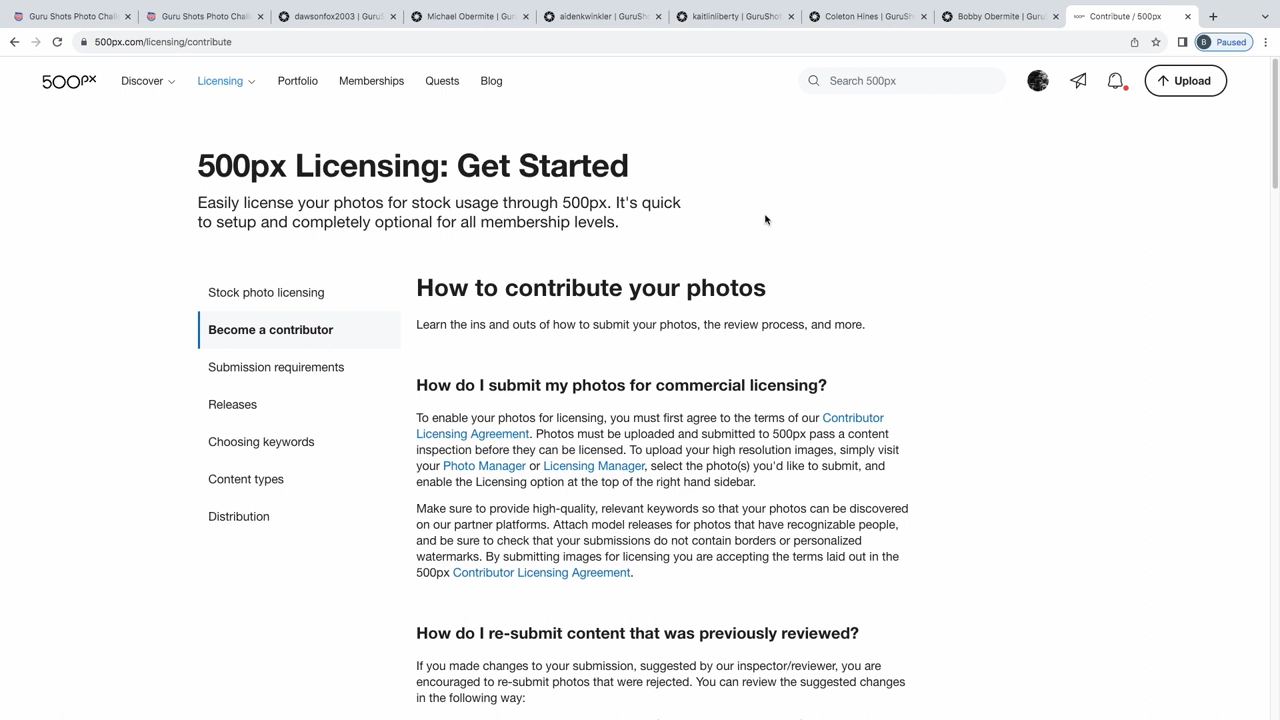 Guru Shots Photo Chal
Guru Shots Photo Chal
dawsonfox2003 | GuruS
Michael Obermite | Gur
aidenkwinkler | GuruSho
kaitlinliberty | GuruShot
Coleton Hines | GuruSh
Bobby Obermite | Guru
500px Contribute / 500px
500px.com/licensing/contribute
B Paused
500px Discover Licensing Portfolio Memberships Quests Blog Search 500px Upload
500px Licensing: Get Started
Easily license your photos for stock usage through 500px. It's quick
to setup and completely optional for all membership levels.
Stock photo licensing
Become a contributor
Submission requirements
Releases
Choosing keywords
Content types
Distribution
How to contribute your photos
Learn the ins and outs of how to submit your photos, the review process, and more.
How do I submit my photos for commercial licensing?
To enable your photos for licensing, you must first agree to the terms of our Contributor
Licensing Agreement. Photos must be uploaded and submitted to 500px pass a content
inspection before they can be licensed. To upload your high resolution images, simply visit
your Photo Manager or Licensing Manager, select the photo(s) you'd like to submit, and
enable the Licensing option at the top of the right hand sidebar.
Make sure to provide high-quality, relevant keywords so that your photos can be discovered
on our partner platforms. Attach model releases for photos that have recognizable people,
and be sure to check that your submissions do not contain borders or personalized
watermarks. By submitting images for licensing you are accepting the terms laid out in the
500px Contributor Licensing Agreement.
How do I re-submit content that was previously reviewed?
If you made changes to your submission, suggested by our inspector/reviewer, you are
encouraged to re-submit photos that were rejected. You can review the suggested changes
in the following way: